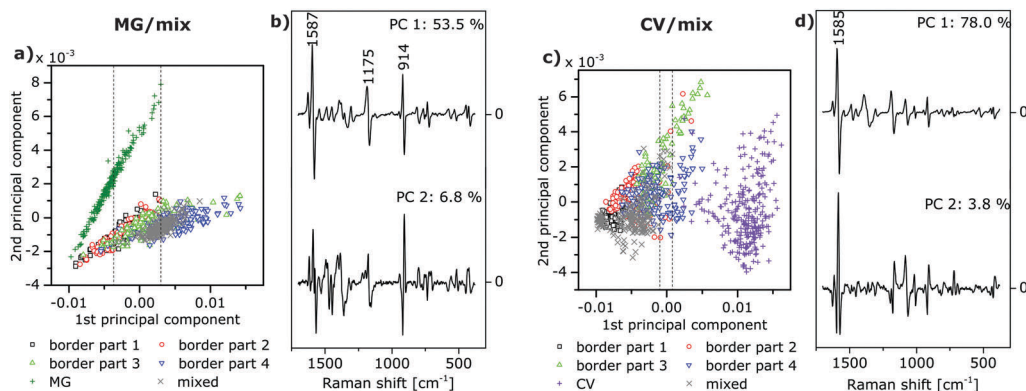 MG/mix
a)
x 10⁻³
8
6
4
2
0
-2
-4
2nd principal component
-0.01
0.00
0.01
1st principal component
border part 1
border part 2
border part 3
border part 4
MG
mixed
b)
1587
PC 1: 53.5 %
1175
914
0
PC 2: 6.8 %
0
1500
1000
500
Raman shift [cm⁻¹]
CV/mix
c)
x 10⁻³
6
4
2
0
-2
-4
2nd principal component
-0.01
0.00
0.01
1st principal component
border part 1
border part 2
border part 3
border part 4
CV
mixed
d)
1585
PC 1: 78.0 %
0
PC 2: 3.8 %
0
1500
1000
500
Raman shift [cm⁻¹]